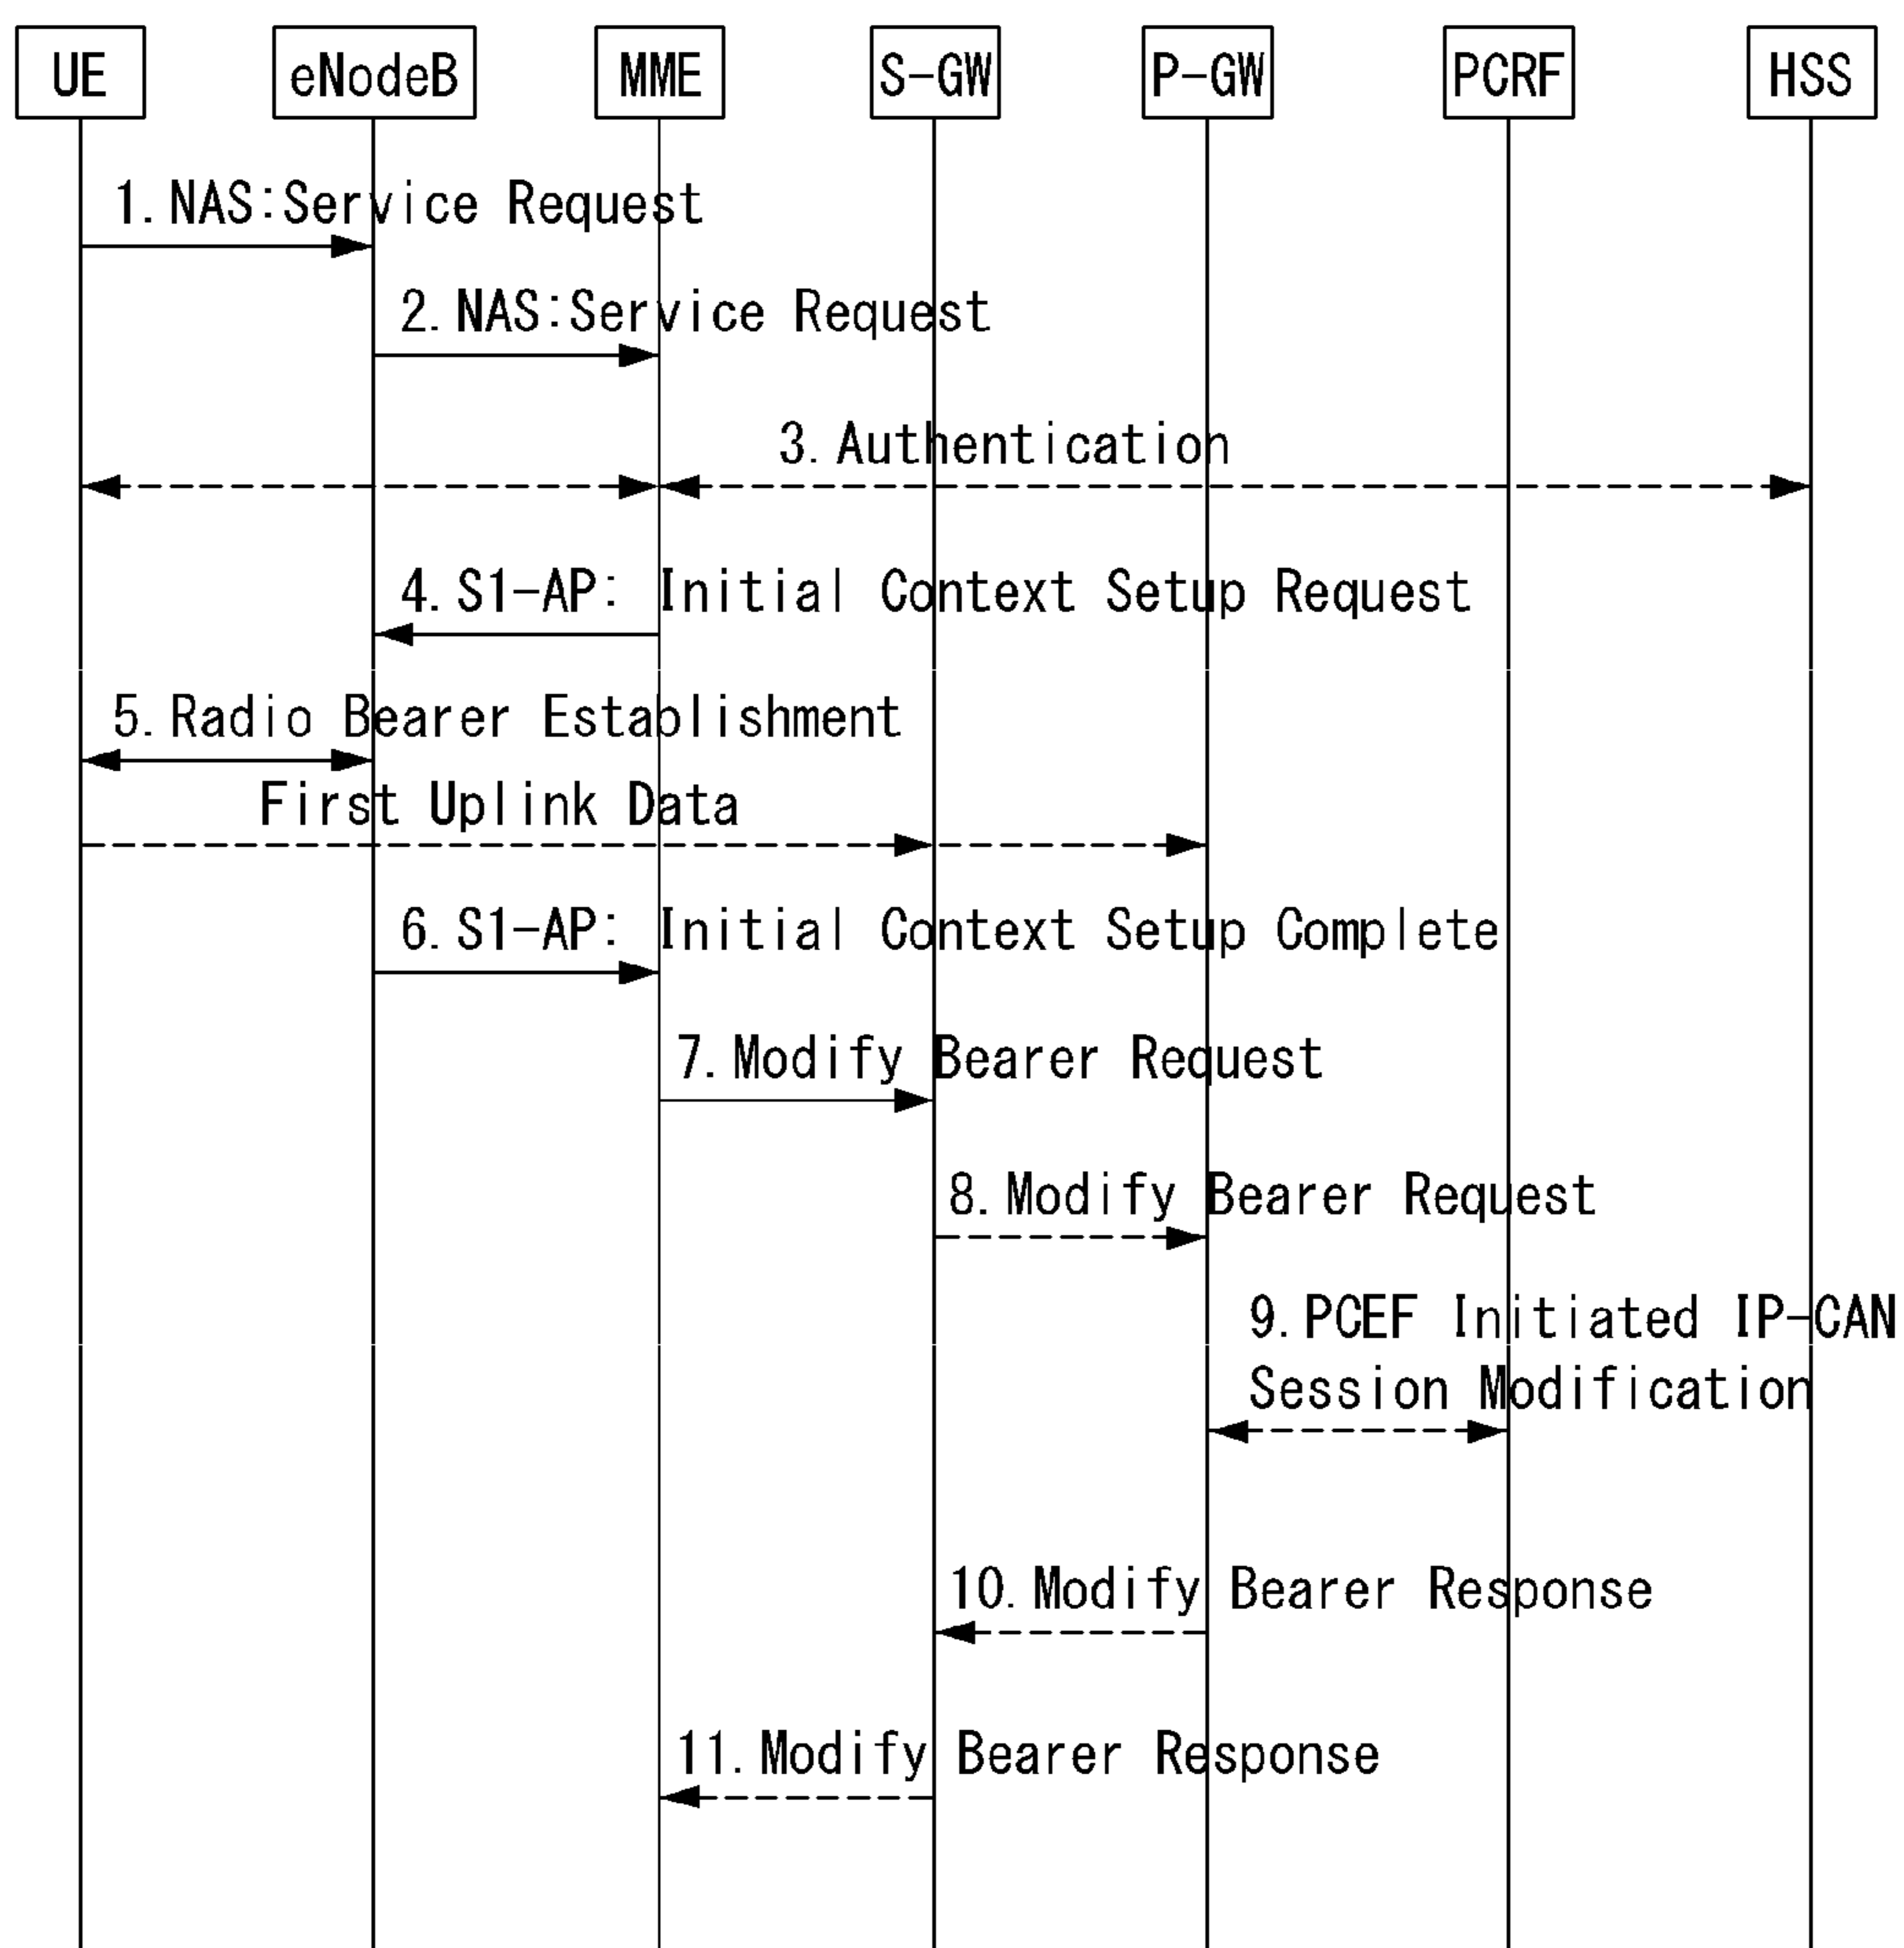 UE eNodeB MME S-GW P-GW PCRF HSS
1.NAS:Service Request
2.NAS:Service Request
3.Authentication
4.S1-AP: Initial Context Setup Request
5.Radio Bearer Establishment
First Uplink Data
6.S1-AP: Initial Context Setup Complete
7.Modify Bearer Request
8.Modify Bearer Request
9.PCEF Initiated IP-CAN
Session Modification
10.Modify Bearer Response
11.Modify Bearer Response